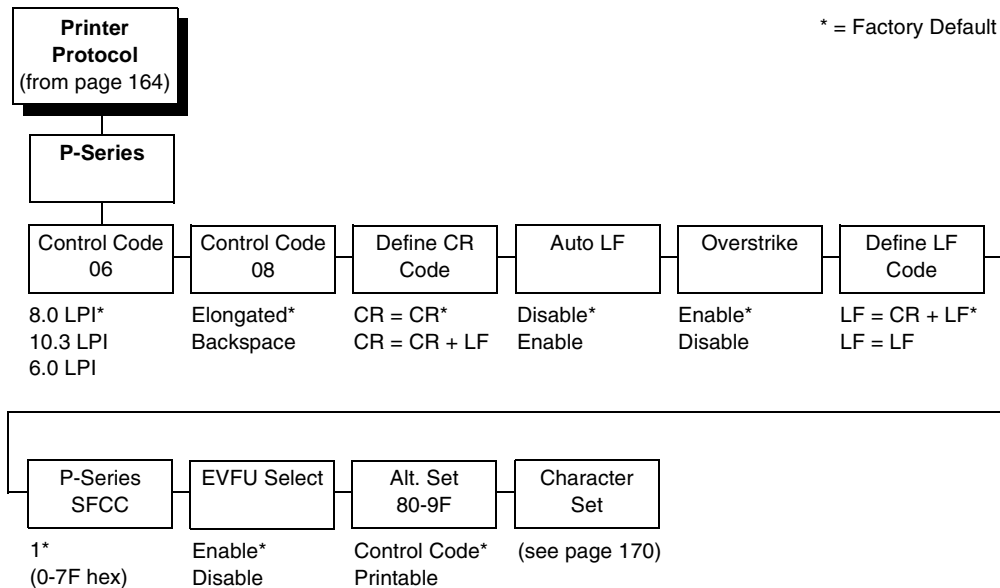 Printer
Protocol
(from page 164)
* = Factory Default
P-Series
Control Code
06
8.0 LPI*
10.3 LPI
6.0 LPI
Control Code
08
Elongated*
Backspace
Define CR
Code
CR = CR*
CR = CR + LF
Auto LF
Disable*
Enable
Overstrike
Enable*
Disable
Define LF
Code
LF = CR + LF*
LF = LF
P-Series
SFCC
1*
(0-7F hex)
EVFU Select
Enable*
Disable
Alt. Set
80-9F
Control Code*
Printable
Character
Set
(see page 170)